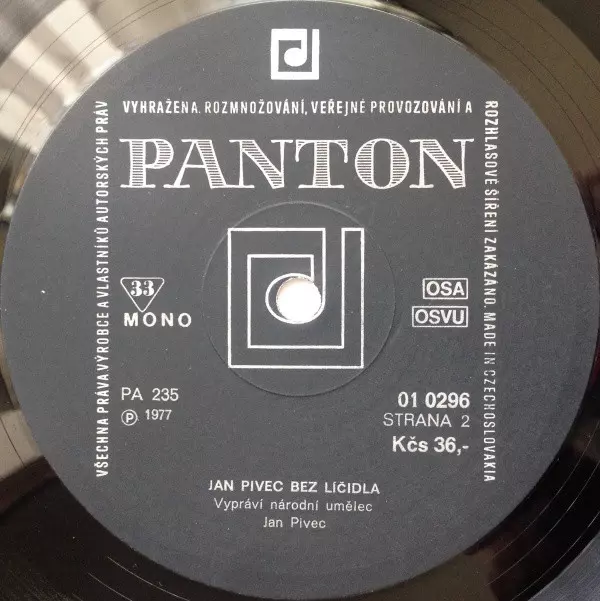 VŠECHNA PRÁVA VÝROBCE A VLASTNÍKŮ AUTORSKÝCH PRÁV
VYHRAŽENA. ROZMNOŽOVÁNÍ, VEŘEJNÉ PROVOZOVÁNÍ A
ROZHLASOVÉ ŠÍŘENÍ ZAKÁZÁNO. MADE IN CZECHOSLOVAKIA
PANTON
33
MONO
OSA
OSVU
PA 235
℗ 1977
01 0296
STRANA 2
Kčs 36,-
JAN PIVEC BEZ LÍČIDLA
Vypráví národní umělec
Jan Pivec